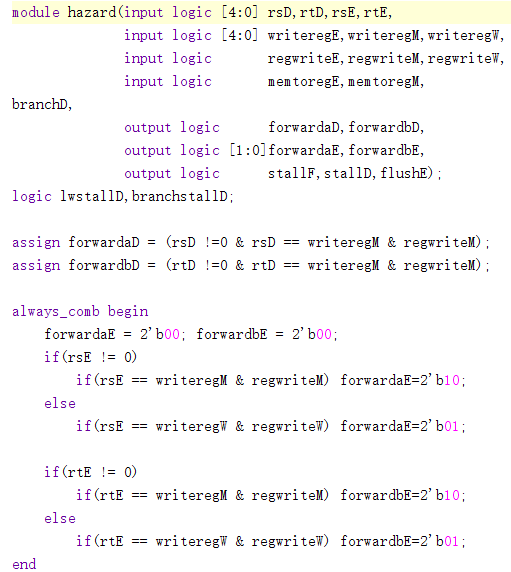 module hazard(input logic [4:0] rsD,rtD,rsE,rtE,
input logic [4:0] writeregE,writeregM,writeregW,
input logic regwriteE,regwriteM,regwriteW,
input logic memtoregE,memtoregM,
branchD,
output logic forwardaD,forwardbD,
output logic [1:0]forwardaE,forwardbE,
output logic stallF,stallD,flushE);
logic lwstallD,branchstallD;
assign forwardaD = (rsD !=0 & rsD == writeregM & regwriteM);
assign forwardbD = (rtD !=0 & rtD == writeregM & regwriteM);
always_comb begin
forwardaE = 2'b00; forwardbE = 2'b00;
if(rsE != 0)
if(rsE == writeregM & regwriteM) forwardaE=2'b10;
else
if(rsE == writeregW & regwriteW) forwardaE=2'b01;
if(rtE != 0)
if(rtE == writeregM & regwriteM) forwardbE=2'b10;
else
if(rtE == writeregW & regwriteW) forwardbE=2'b01;
end